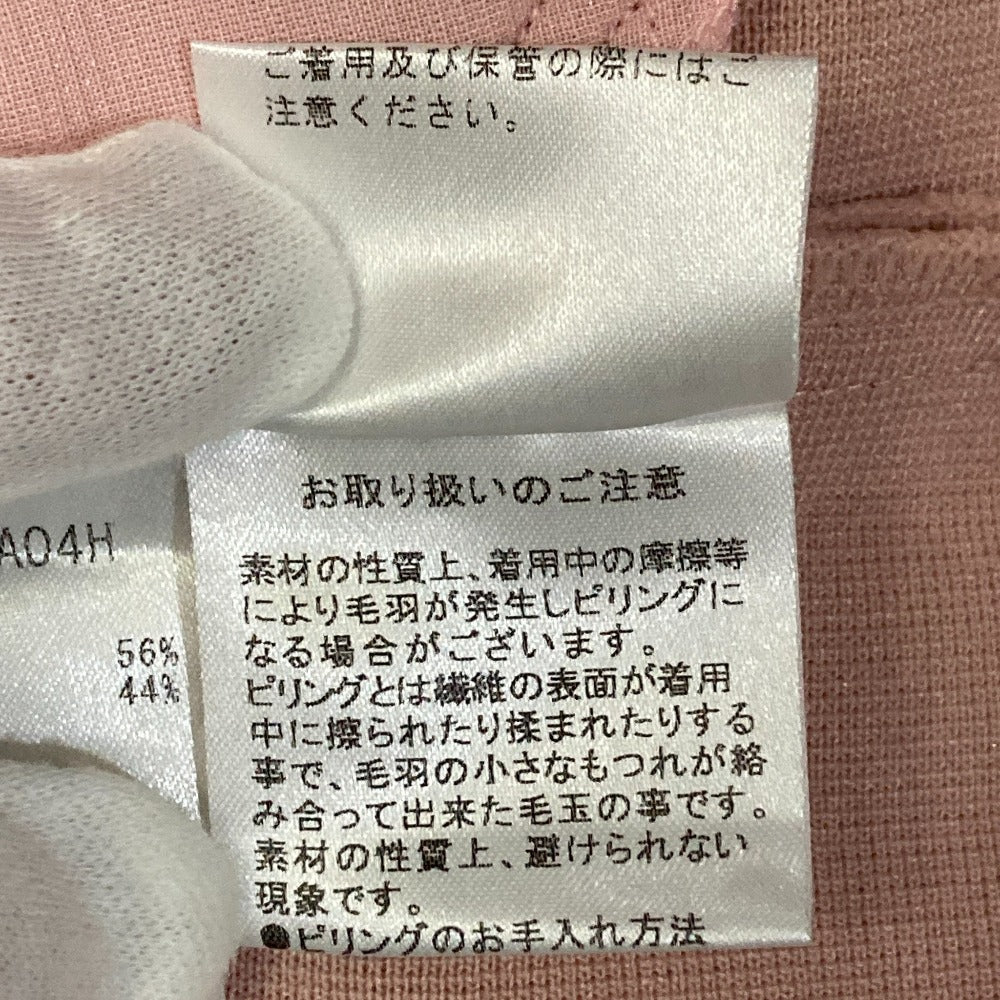 ご着用及び保管の際にはご
注意ください。
お取り扱いのご注意
素材の性質上、着用中の摩擦等
により毛羽が発生しピリングに
なる場合がございます。
ピリングとは繊維の表面が着用
中に擦られたり揉まれたりする
事で、毛羽の小さなもつれが絡
み合って出来た毛玉の事です。
素材の性質上、避けられない
現象です。
●ピリングのお手入れ方法
A04H
56%
44%